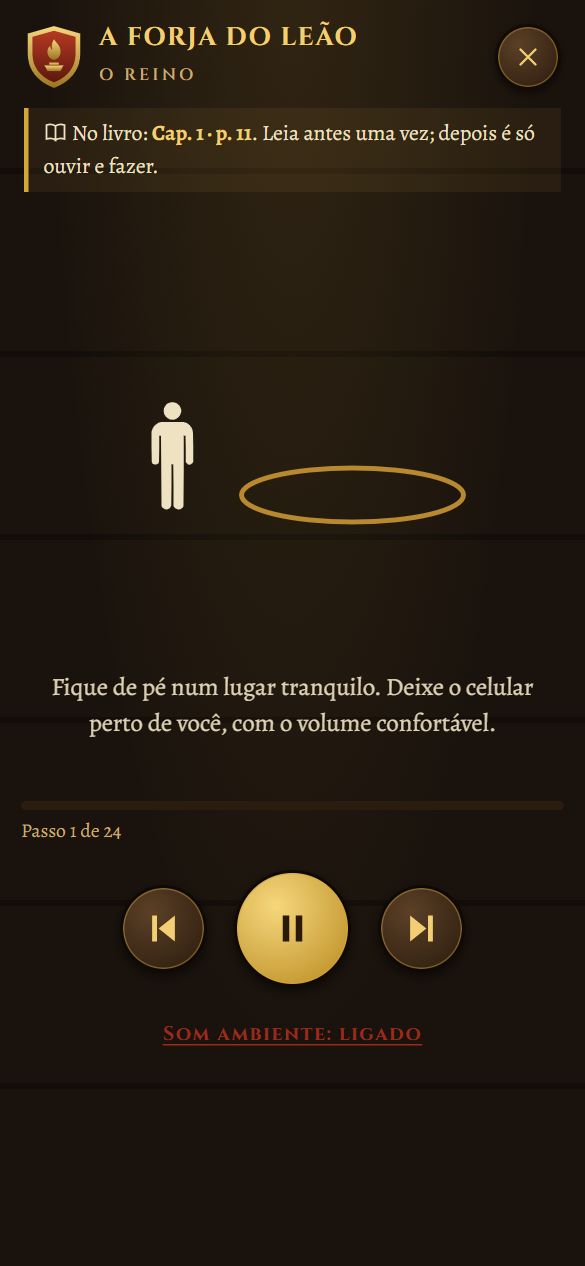 A FORJA DO LEÃO
O REINO
No livro: Cap. 1 · p. 11. Leia antes uma vez; depois é só
ouvir e fazer.
Fique de pé num lugar tranquilo. Deixe o celular
perto de você, com o volume confortável.
Passo 1 de 24
SOM AMBIENTE: LIGADO